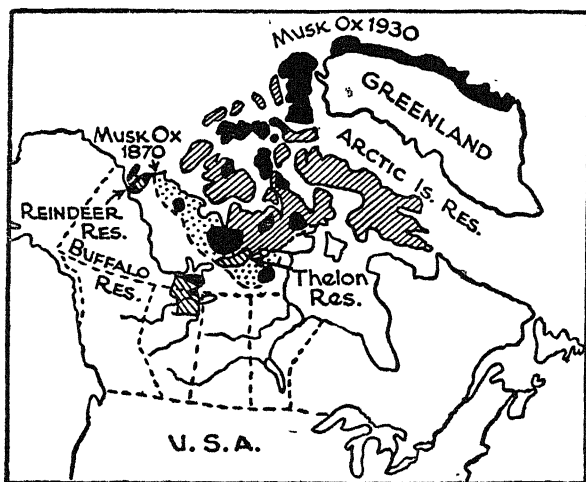 Musk Ox 1930
GREENLAND
Musk Ox
1870
ARCTIC Is. RES.
REINDEER
RES.
BUFFALO
RES.
Thelon
Res.
U.S.A.